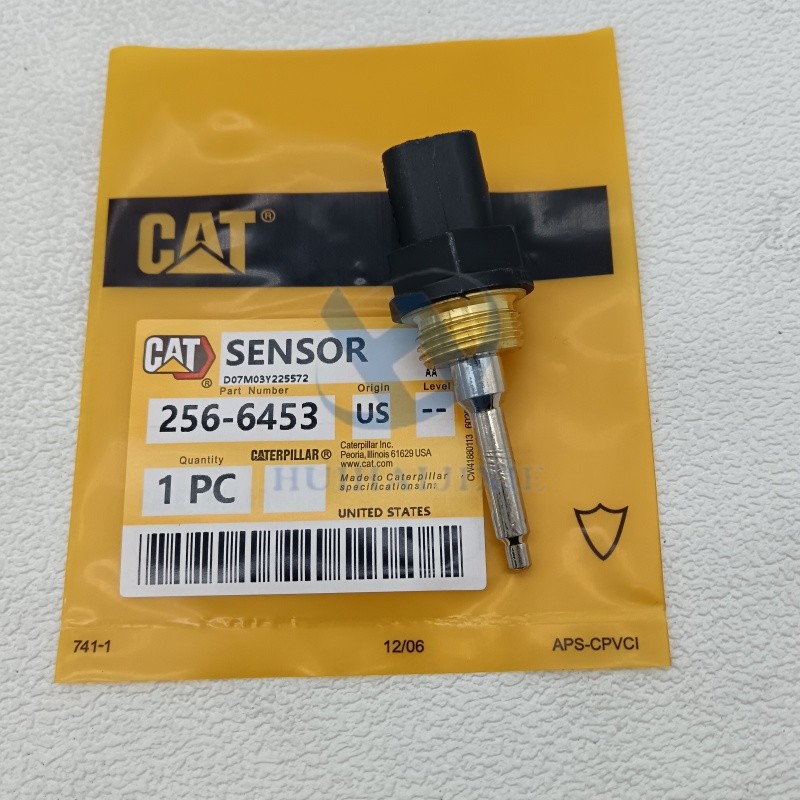 CAT®
CAT® SENSOR
D07M03Y225572
Part Number
Origin
AA
Level
256-6453
US
--
Quantity
CATERPILLAR®
Caterpillar Inc.
Peoria, Illinois 61629 USA
www.cat.com
1 PC
Made to Caterpillar
specifications in:
UNITED STATES
CW41880113
741-1
12/06
APS-CPVCI